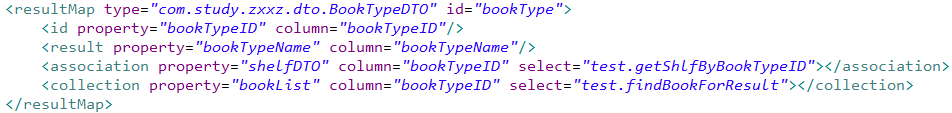 <resultMap type="com.study.zxxz.dto.BookTypeDTO" id="bookType">
<id property="bookTypeID" column="bookTypeID"/>
<result property="bookTypeName" column="bookTypeName"/>
<association property="shelfDTO" column="bookTypeID" select="test.getShlfByBookTypeID"></association>
<collection property="bookList" column="bookTypeID" select="test.findBookForResult"></collection>
</resultMap>